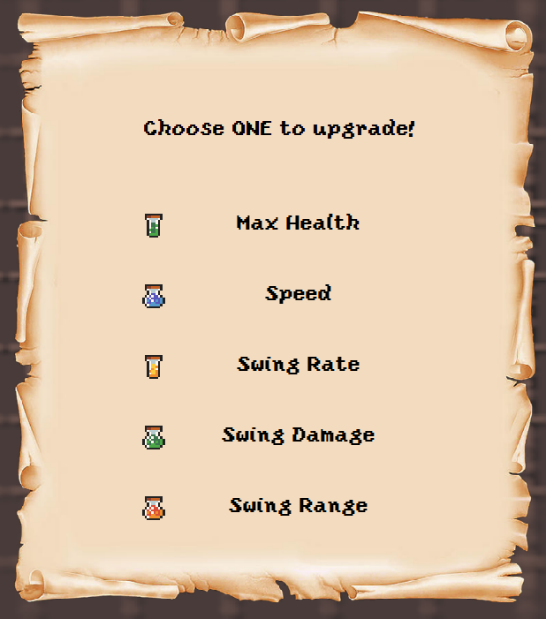 Choose ONE to upgrade!
Max Health
Speed
Swing Rate
Swing Damage
Swing Range